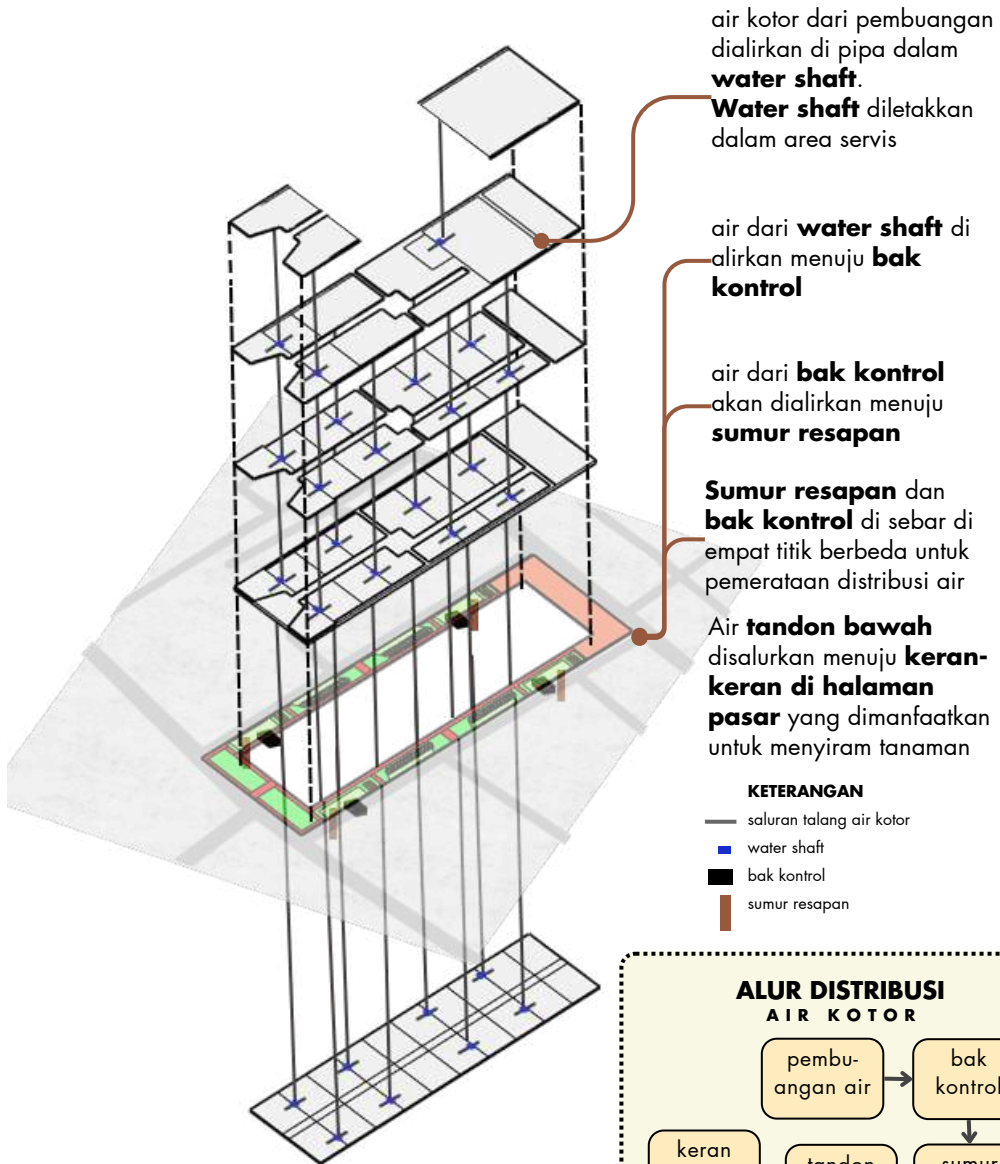 air kotor dari pembuangan
dialirkan di pipa dalam
water shaft.
Water shaft diletakkan
dalam area servis
air dari water shaft di
alirkan menuju bak
kontrol
air dari bak kontrol
akan dialirkan menuju
sumur resapan
Sumur resapan dan
bak kontrol di sebar di
empat titik berbeda untuk
pemerataan distribusi air
Air tandon bawah
disalurkan menuju keran-
keran di halaman
pasar yang dimanfaatkan
untuk menyiram tanaman
KETERANGAN
saluran talang air kotor
water shaft
bak kontrol
sumur resapan
ALUR DISTRIBUSI
AIR KOTOR
pembu-
angan air
bak
kontrol
keran
tandon
sumur